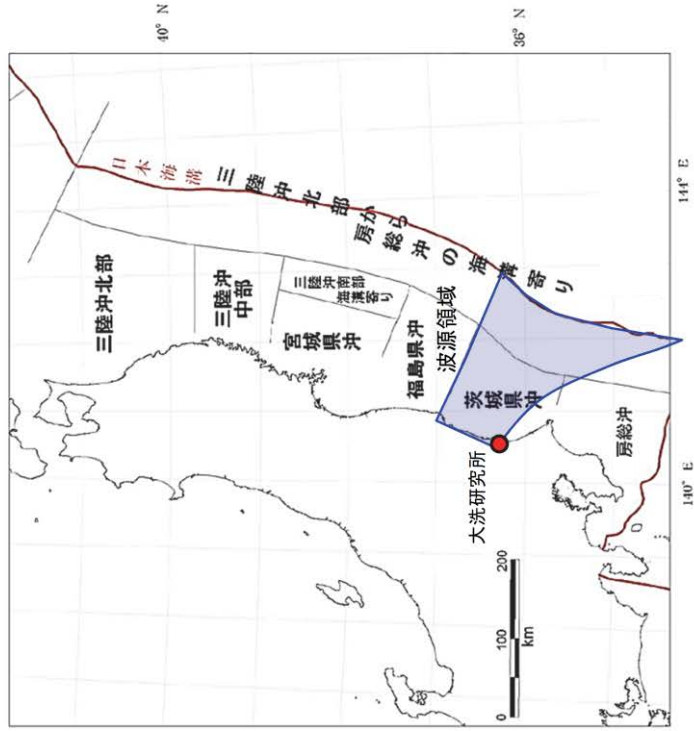 40° N
36° N
144° E
140° E
日本海溝
三陸沖北部から
房総沖の海溝寄り
三陸沖北部
三陸沖
中部
三陸沖南部
海溝寄り
宮城県沖
福島県沖
波源領域
茨城県沖
房総沖
大洗研究所
0 100 200
km